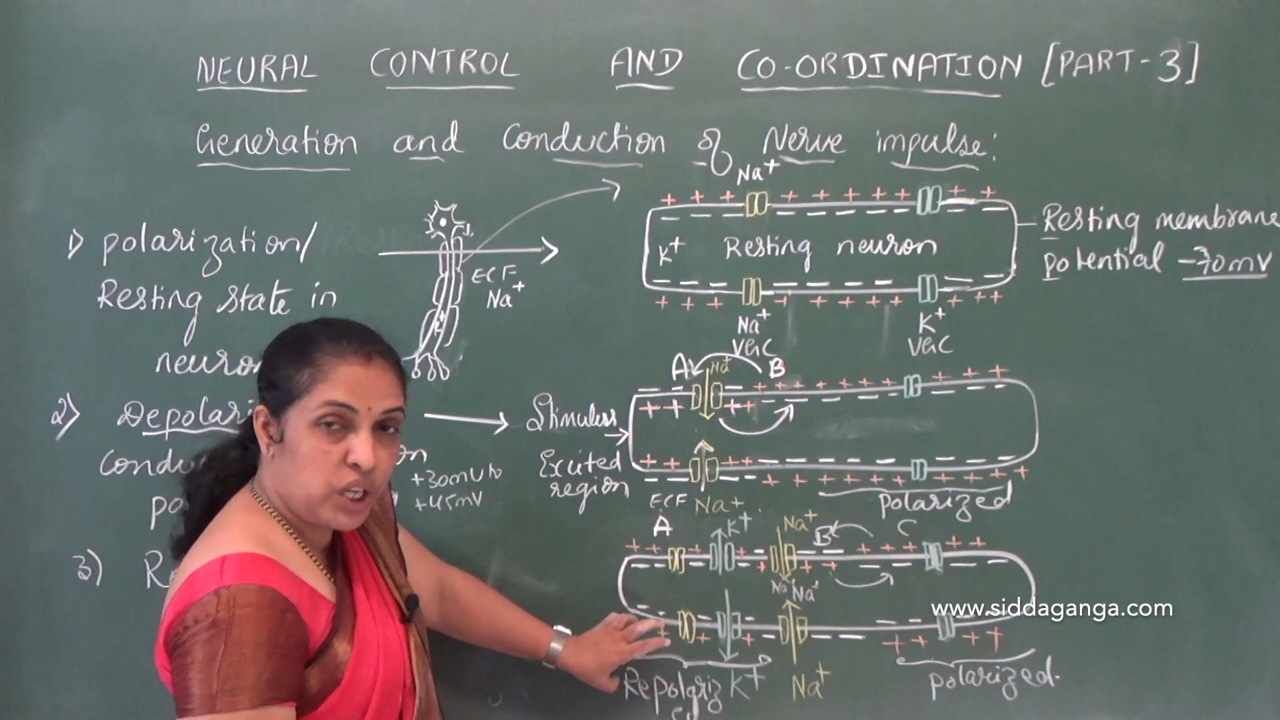 NEURAL CONTROL AND CO-ORDINATION [PART-3]
Generation and Conduction of Nerve impulse:
1) polarization/
Resting state in
ECF
Na+
Na+
K+ Resting neuron
Resting membrane
potential -70mV
Na+
VGC
K+
VGC
2)
Stimulus
Excited
region
+30mV to
+45mV
A Na+ B
ECF Na+
polarized
3)
A K+ Na+ B C
Na+
www.siddaganga.com
K+ Na+
polarized